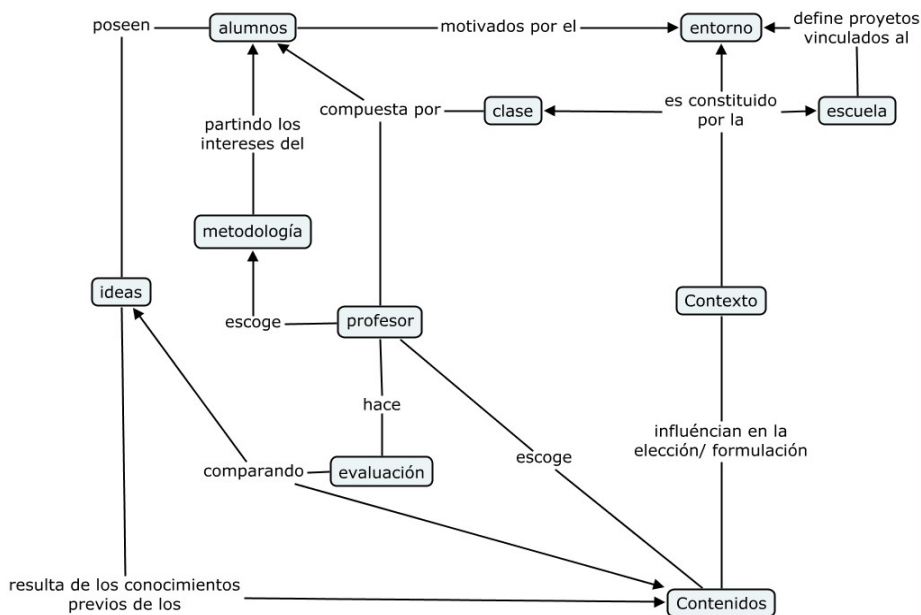 poseen
alumnos
motivados por el
entorno
define proyetos
vinculados al
compuesta por
clase
es constituido
por la
escuela
partindo los
intereses del
metodología
ideas
Contexto
escoge
profesor
hace
influéncian en la
elección/ formulación
comparando
evaluación
escoge
resulta de los conocimientos
previos de los
Contenidos